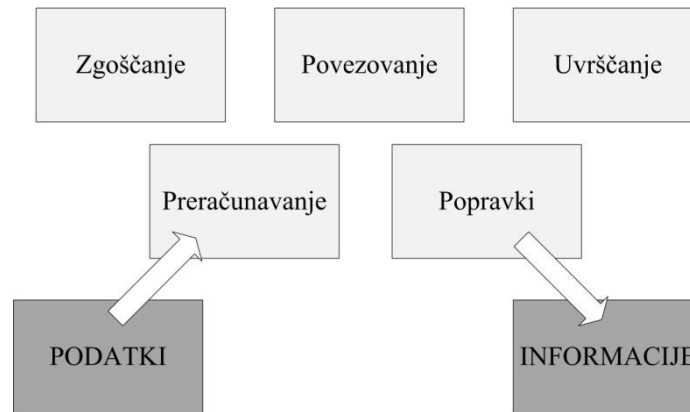 Zgoščanje
Povezovanje
Uvrščanje
Preračunavanje
Popravki
PODATKI
INFORMACIJE